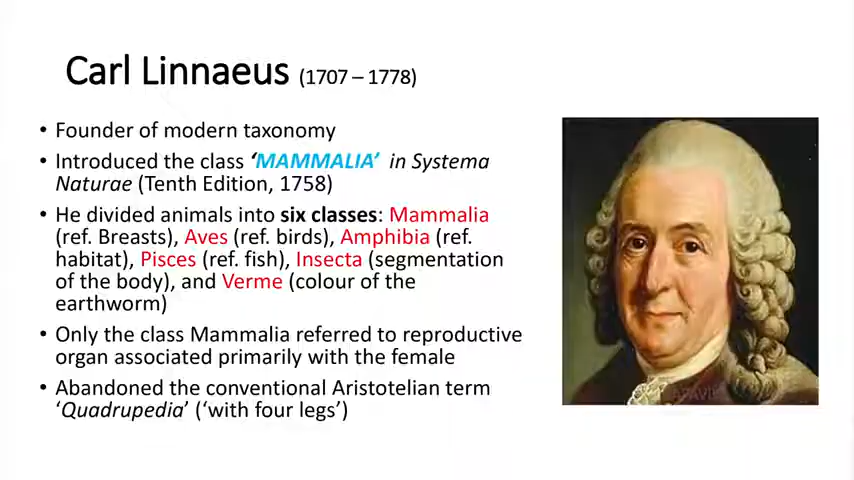 Carl Linnaeus (1707 – 1778)
• Founder of modern taxonomy
• Introduced the class ‘MAMMALIA’ in Systema
Naturae (Tenth Edition, 1758)
• He divided animals into six classes: Mammalia
(ref. Breasts), Aves (ref. birds), Amphibia (ref.
habitat), Pisces (ref. fish), Insecta (segmentation
of the body), and Verme (colour of the
earthworm)
• Only the class Mammalia referred to reproductive
organ associated primarily with the female
• Abandoned the conventional Aristotelian term
‘Quadrupedia’ (‘with four legs’)